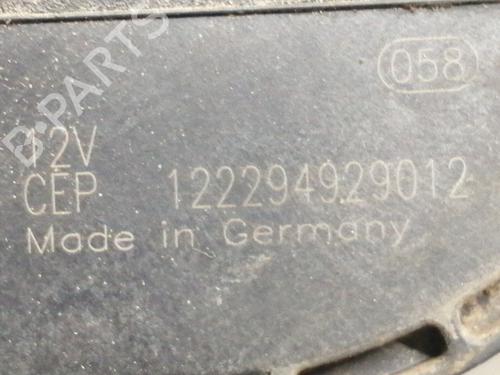 B-PARTS
058
12V
CEP 122294929012
Made in Germany